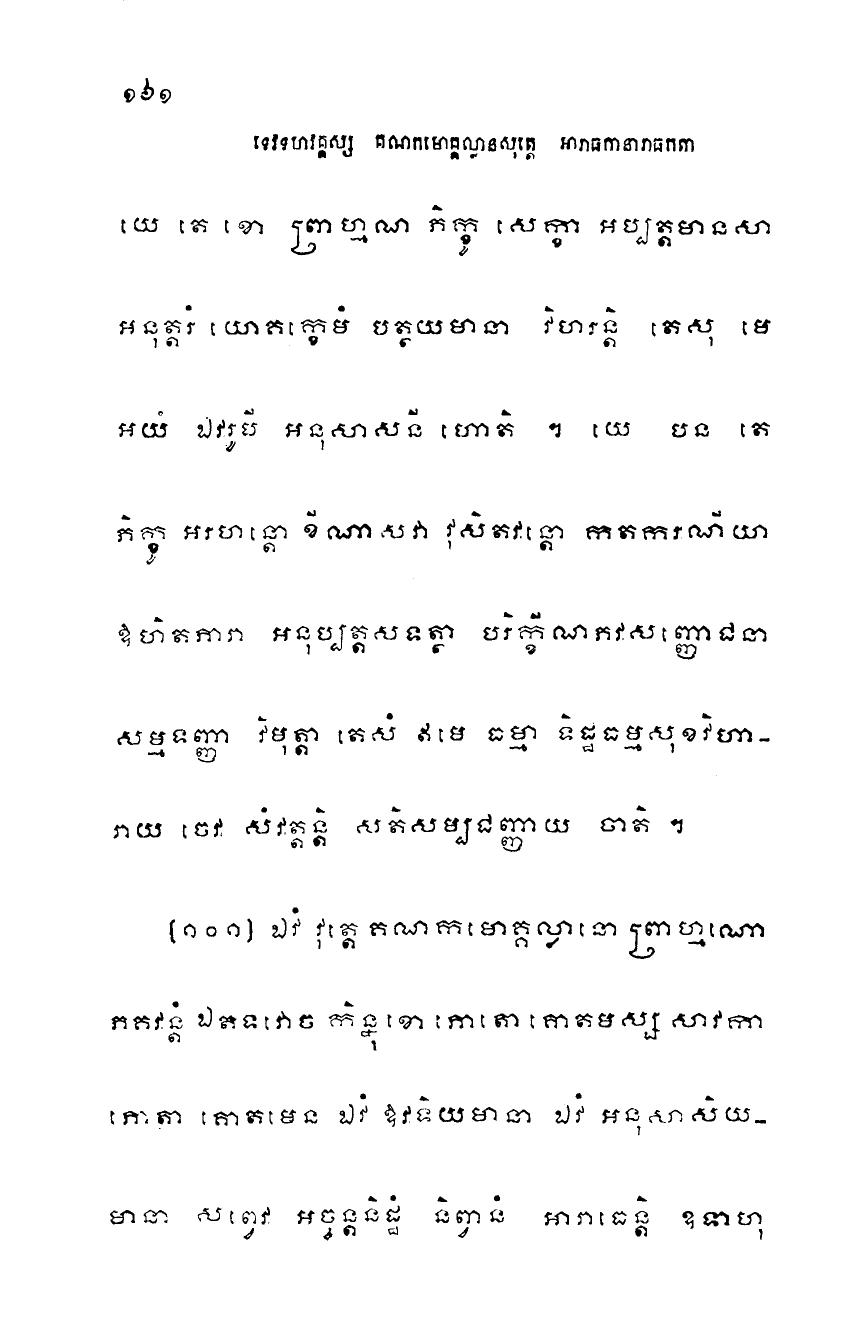 ១៦១
ទេវទហវគ្គស្ស គណកមោគ្គល្លានសុត្តេ អារាធកានារាធកតា
យេ តេ ខោ ព្រាហ្មណ ភិក្ខូ សេក្ខា អប្បត្តមានសា
អនុត្តរំ យោគក្ខេមំ បត្ថយមានា វិហរន្តិ តេសុ មេ
អយំ ឯវរូបី អនុសាសនី ហោតិ ។ យេ បន តេ
ភិក្ខូ អរហន្តោ ខីណាសវា វុសិតវន្តោ កតករណីយា
ឱហិតភារា អនុប្បត្តសទត្ថា បរិក្ខីណភវសញ្ញោជនា
សម្មទញ្ញា វិមុត្តា តេសំ ឥមេ ធម្មា ទិដ្ឋធម្មសុខវិហា-
រាយ ចេវ សំវត្តន្តិ សតិសម្បជញ្ញាយ ចាតិ ។
(១០១) ឯវំ វុត្តេ គណកមោគ្គល្លានោ ព្រាហ្មណោ
ភគវន្តំ ឯតទវោច កិន្នុ ខោ ភោតោ គោតមស្ស សាវកា
ភោតា គោតមេន ឯវំ ឱវទិយមានា ឯវំ អនុសាសិយ-
មានា សព្វេវ អច្ចន្តនិដ្ឋំ និព្វានំ អារាធេន្តិ ឧទាហុ